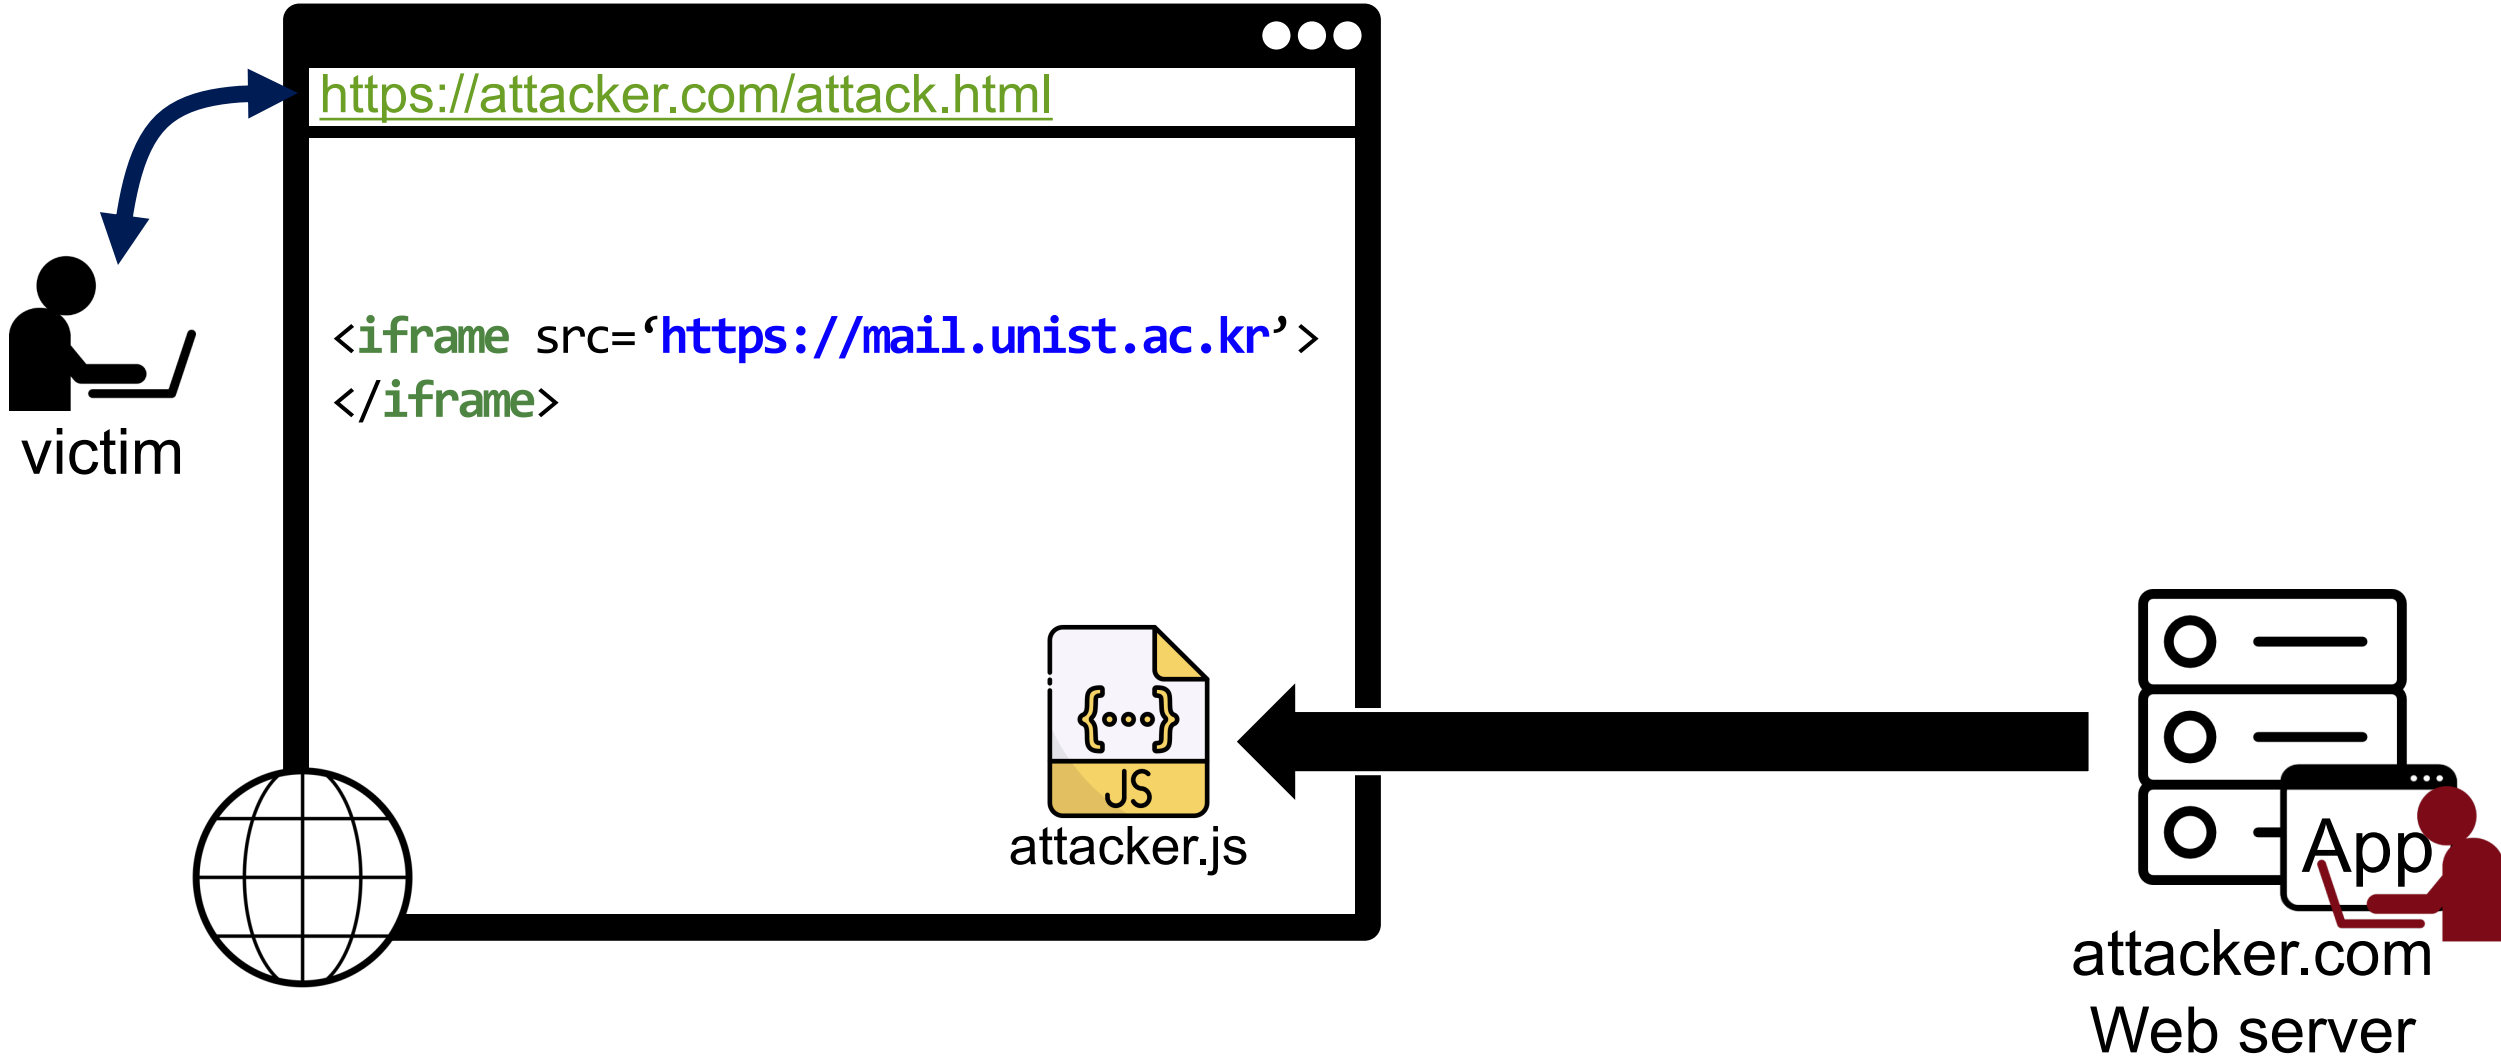 https://attacker.com/attack.html
<iframe src=‘https://mail.unist.ac.kr’>
</iframe>
victim
{...}
JS
attacker.js
App
attacker.com
Web server